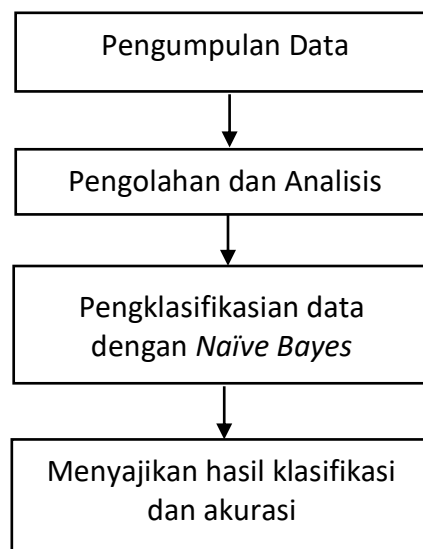 Pengumpulan Data
Pengolahan dan Analisis
Pengklasifikasian data
dengan Naïve Bayes
Menyajikan hasil klasifikasi
dan akurasi